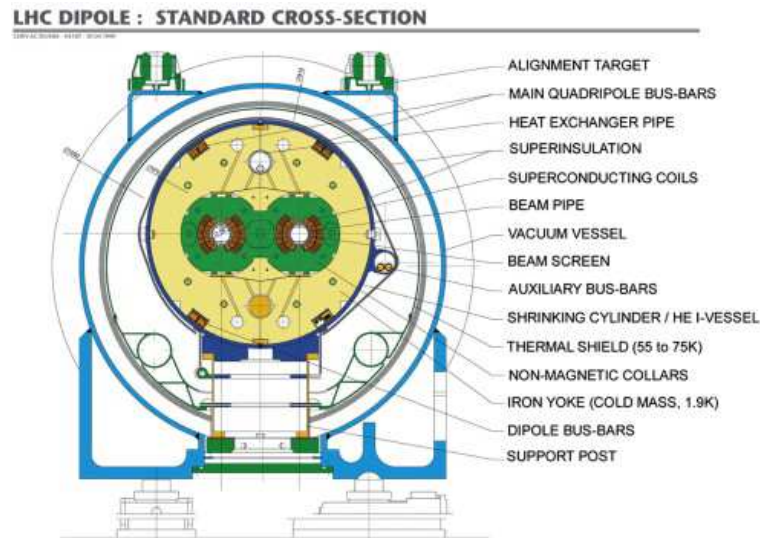 LHC DIPOLE : STANDARD CROSS-SECTION
ALIGNMENT TARGET
MAIN QUADRIPOLE BUS-BARS
HEAT EXCHANGER PIPE
SUPERINSULATION
SUPERCONDUCTING COILS
BEAM PIPE
VACUUM VESSEL
BEAM SCREEN
AUXILIARY BUS-BARS
SHRINKING CYLINDER / HE I-VESSEL
THERMAL SHIELD (55 to 75K)
NON-MAGNETIC COLLARS
IRON YOKE (COLD MASS, 1.9K)
DIPOLE BUS-BARS
SUPPORT POST